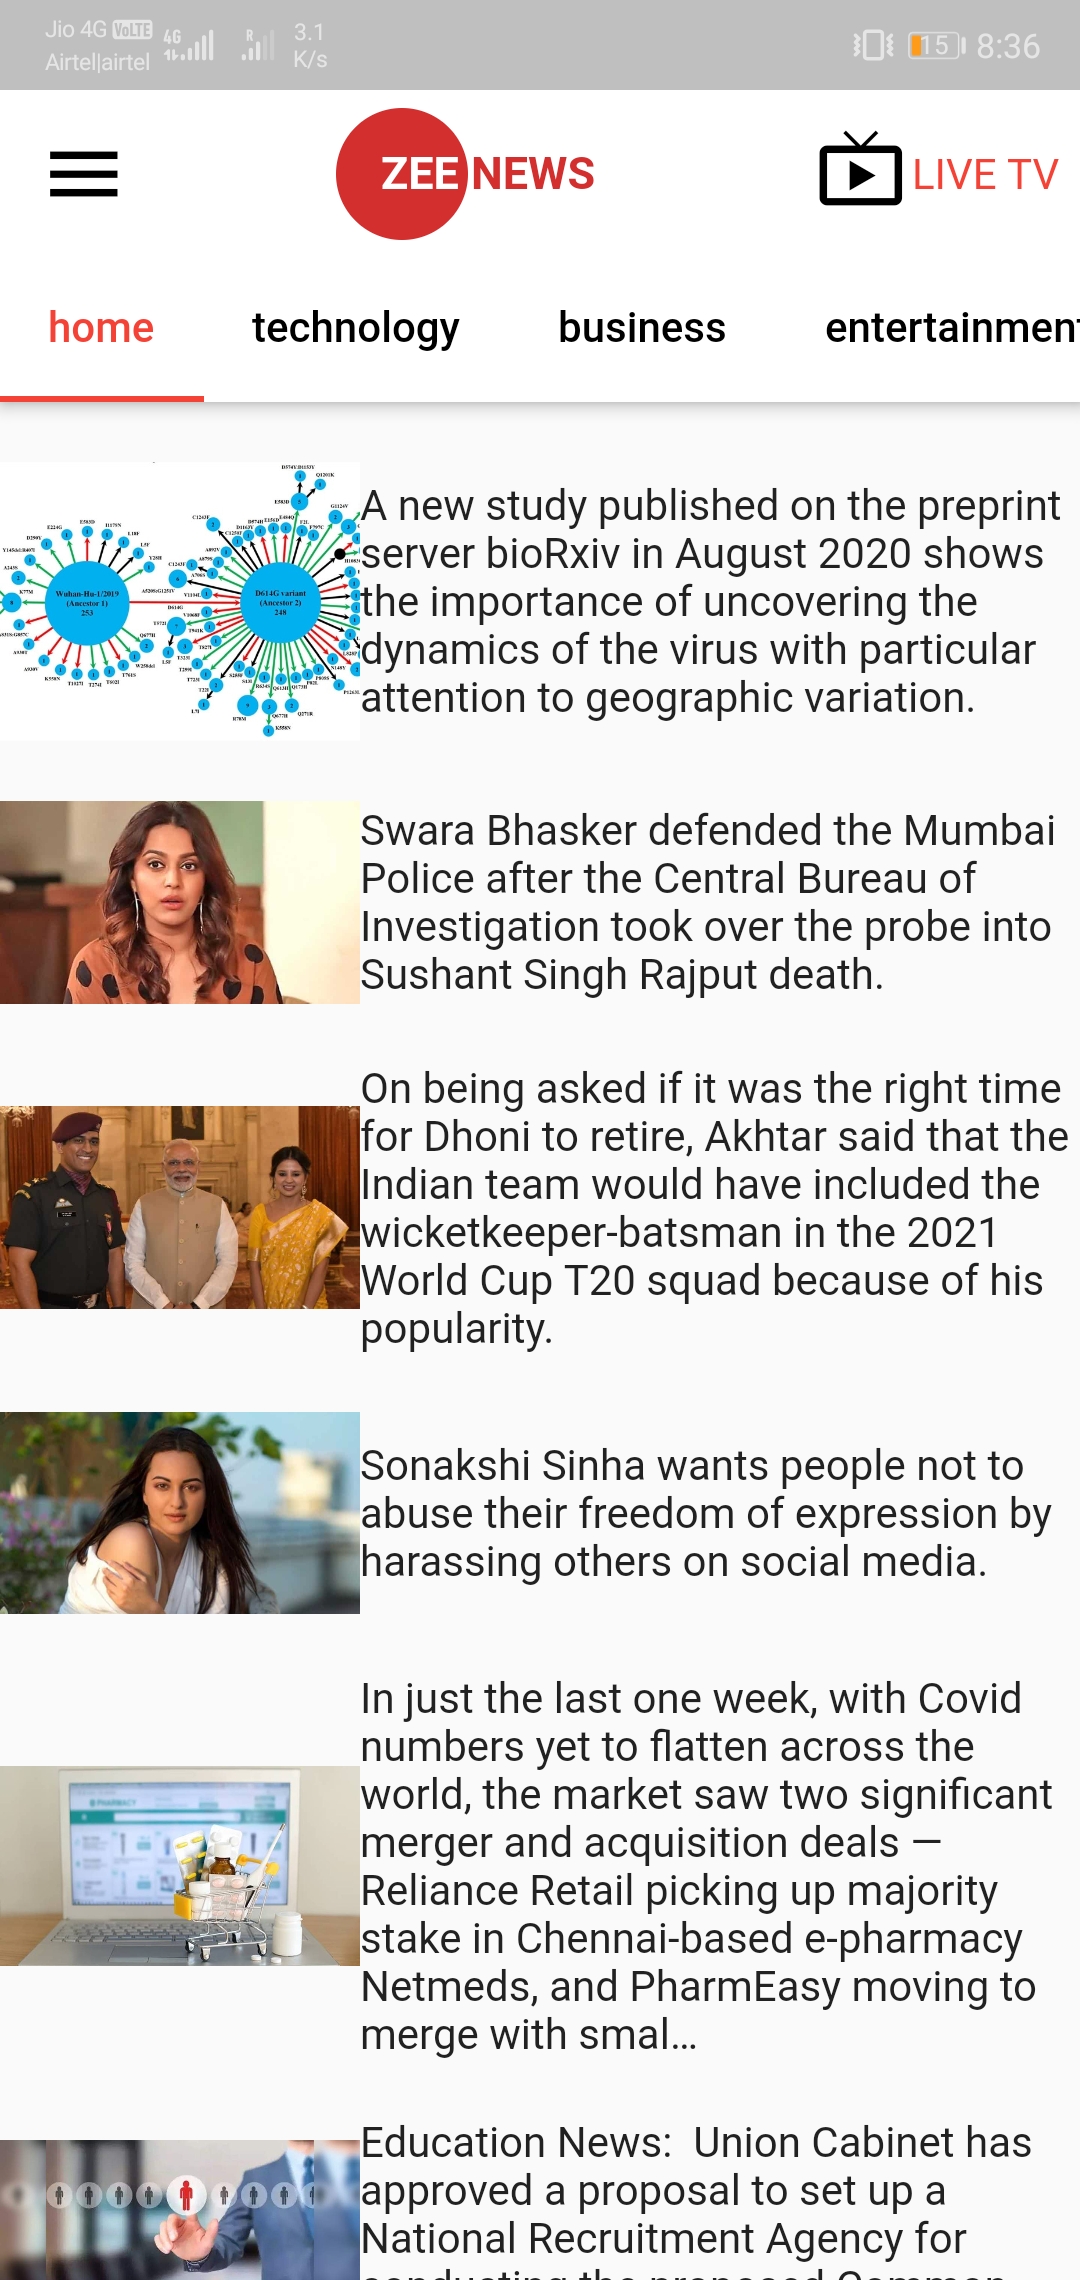 Jio 4G VoLTE
Airtel|airtel
4G
R
3.1
K/s
15
8:36
ZEE NEWS
LIVE TV
home
technology
business
entertainment
Wuhan-Hu-1/2019
(Ancestor 1)
253
D614G variant
(Ancestor 2)
248
A new study published on the preprint
server bioRxiv in August 2020 shows
the importance of uncovering the
dynamics of the virus with particular
attention to geographic variation.
Swara Bhasker defended the Mumbai
Police after the Central Bureau of
Investigation took over the probe into
Sushant Singh Rajput death.
On being asked if it was the right time
for Dhoni to retire, Akhtar said that the
Indian team would have included the
wicketkeeper-batsman in the 2021
World Cup T20 squad because of his
popularity.
Sonakshi Sinha wants people not to
abuse their freedom of expression by
harassing others on social media.
In just the last one week, with Covid
numbers yet to flatten across the
world, the market saw two significant
merger and acquisition deals —
Reliance Retail picking up majority
stake in Chennai-based e-pharmacy
Netmeds, and PharmEasy moving to
merge with smal…
PHARMACY
Education News:  Union Cabinet has
approved a proposal to set up a
National Recruitment Agency for
conducting the proposed Common